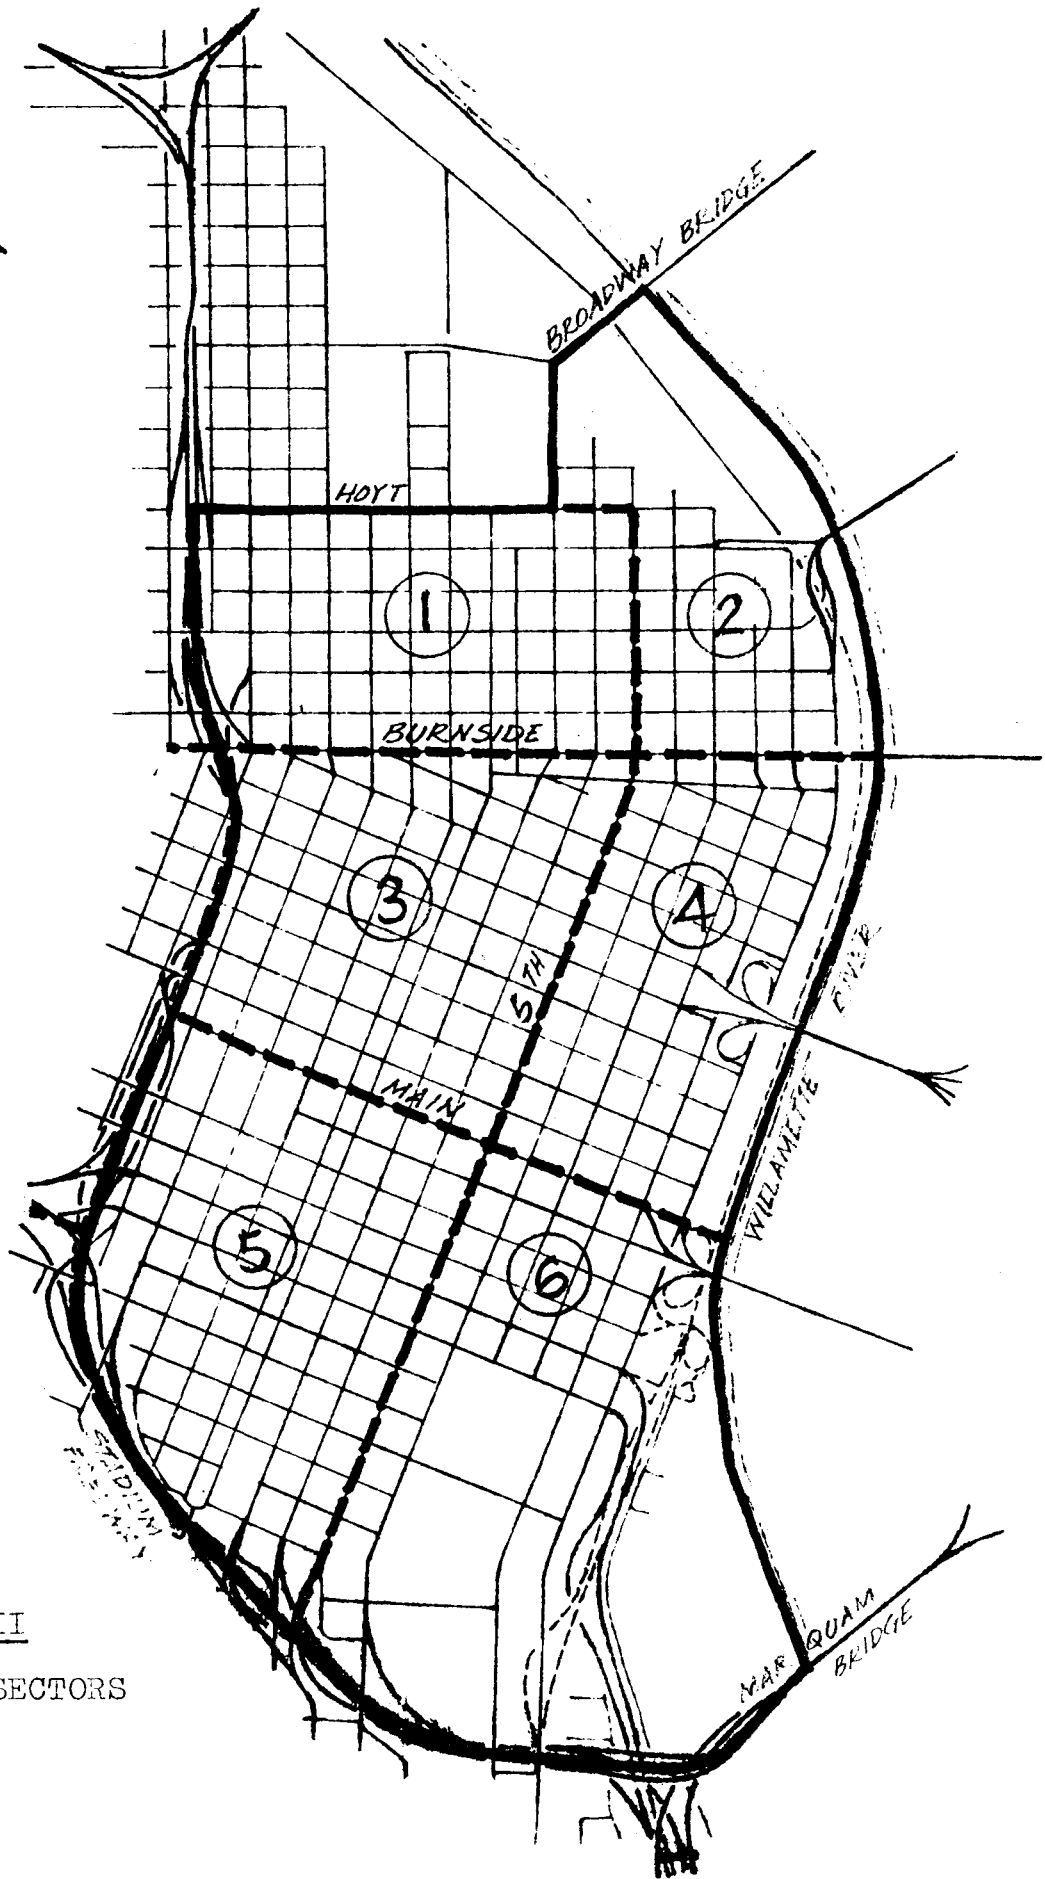 BROADWAY BRIDGE
HOYT
1
2
BURNSIDE
3
4
5TH
WILLAMETTE RIVER
MAIN
5
6
STADIUM
FREEWAY
MARQUAM
BRIDGE
II
SECTORS